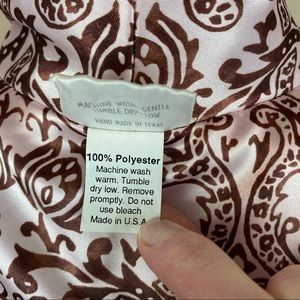 MACHINE WASH GENTLE
TUMBLE DRY LOW
HAND MADE IN TEXAS
100% Polyester
Machine wash
warm. Tumble
dry low. Remove
promptly. Do not
use bleach
Made in U.S.A